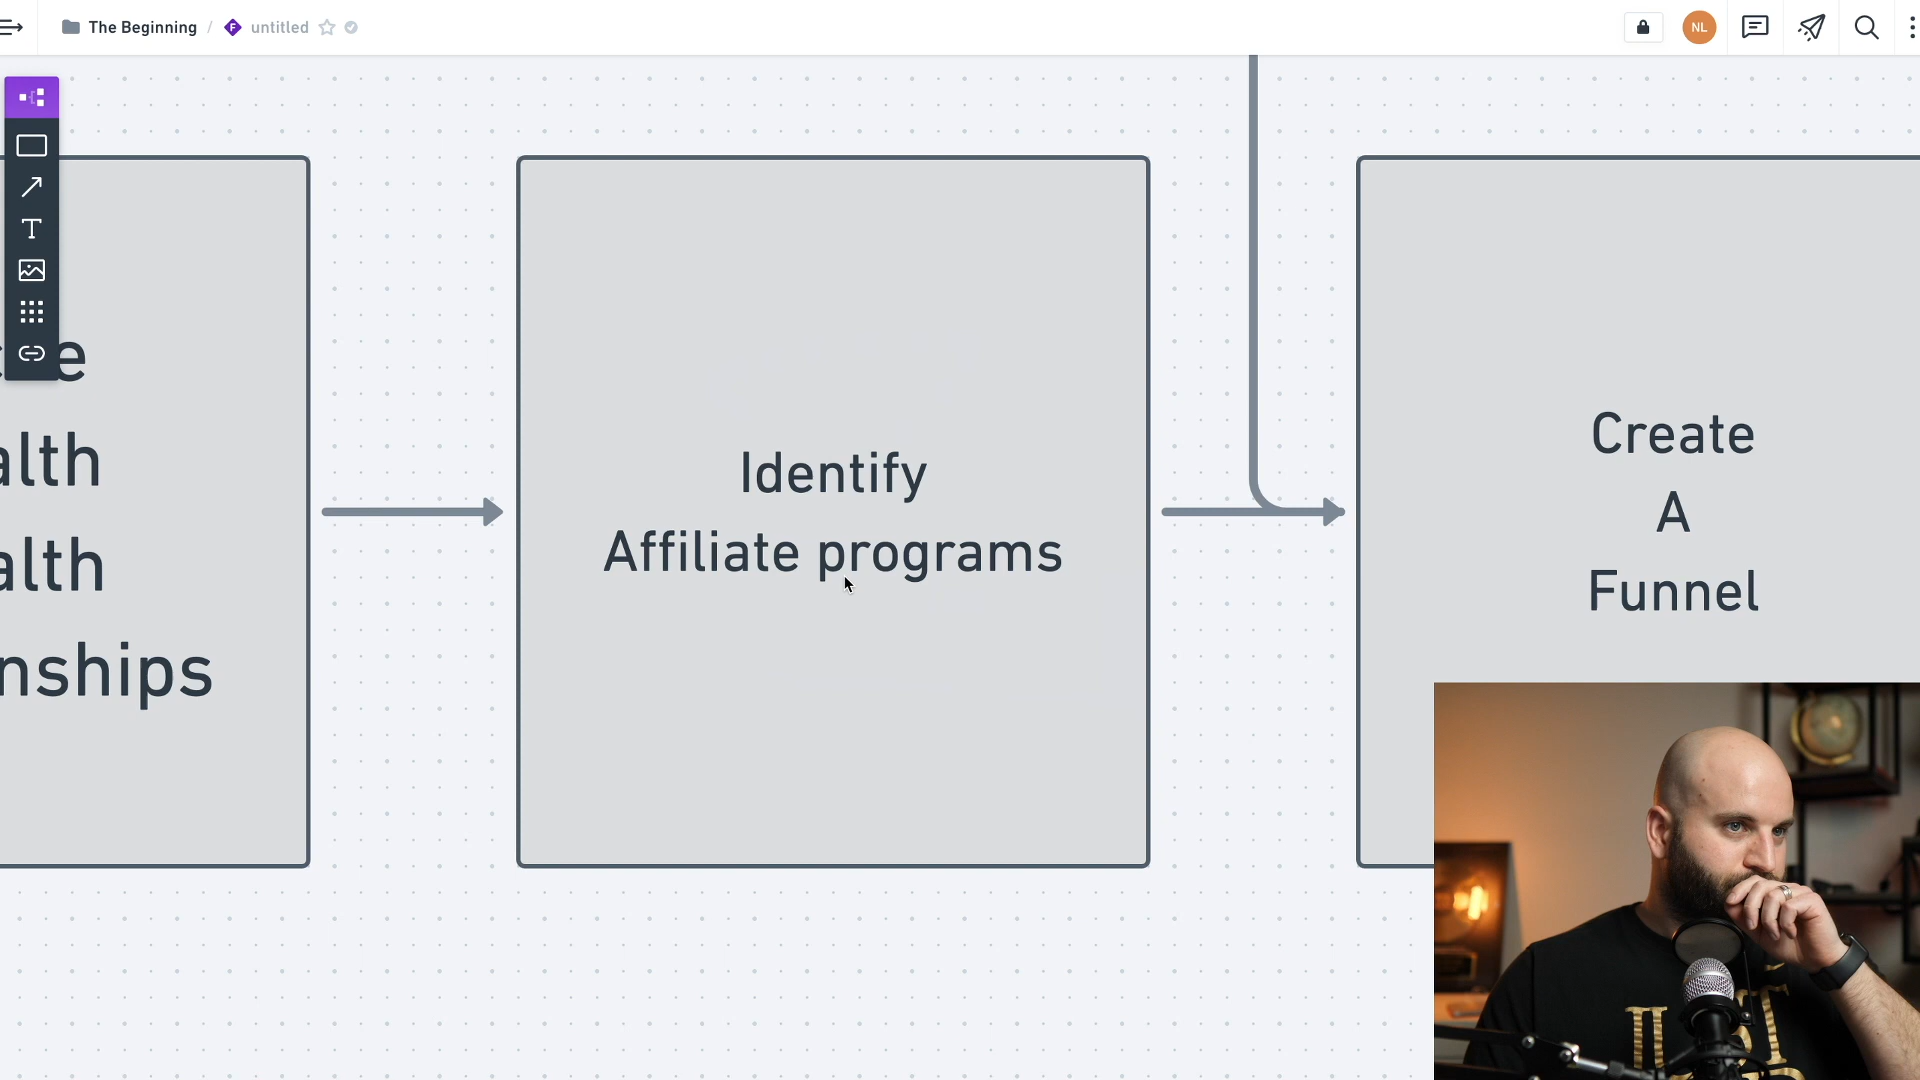 The Beginning / untitled
NL
T
alth
alth
nships
Identify
Affiliate programs
Create
A
Funnel